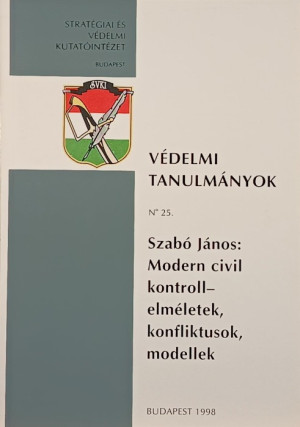 STRATÉGIAI ÉS
VÉDELMI
KUTATÓINTÉZET
BUDAPEST
SVKI
VÉDELMI
TANULMÁNYOK
N° 25.
Szabó János:
Modern civil
kontroll–
elméletek,
konfliktusok,
modellek
BUDAPEST 1998